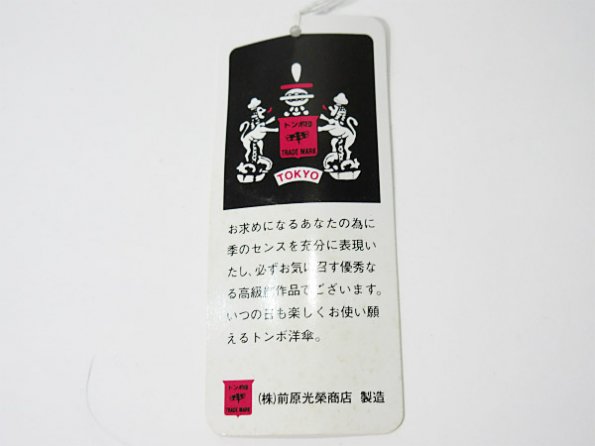 トンボ印
TRADE MARK
TOKYO
お求めになるあなたの為に
季のセンスを充分に表現い
たし、必ずお気に召す優秀な
る高級傘作品でございます。
いつの日も楽しくお使い願
えるトンボ洋傘。
トンボ印
TRADE MARK
(株)前原光榮商店 製造